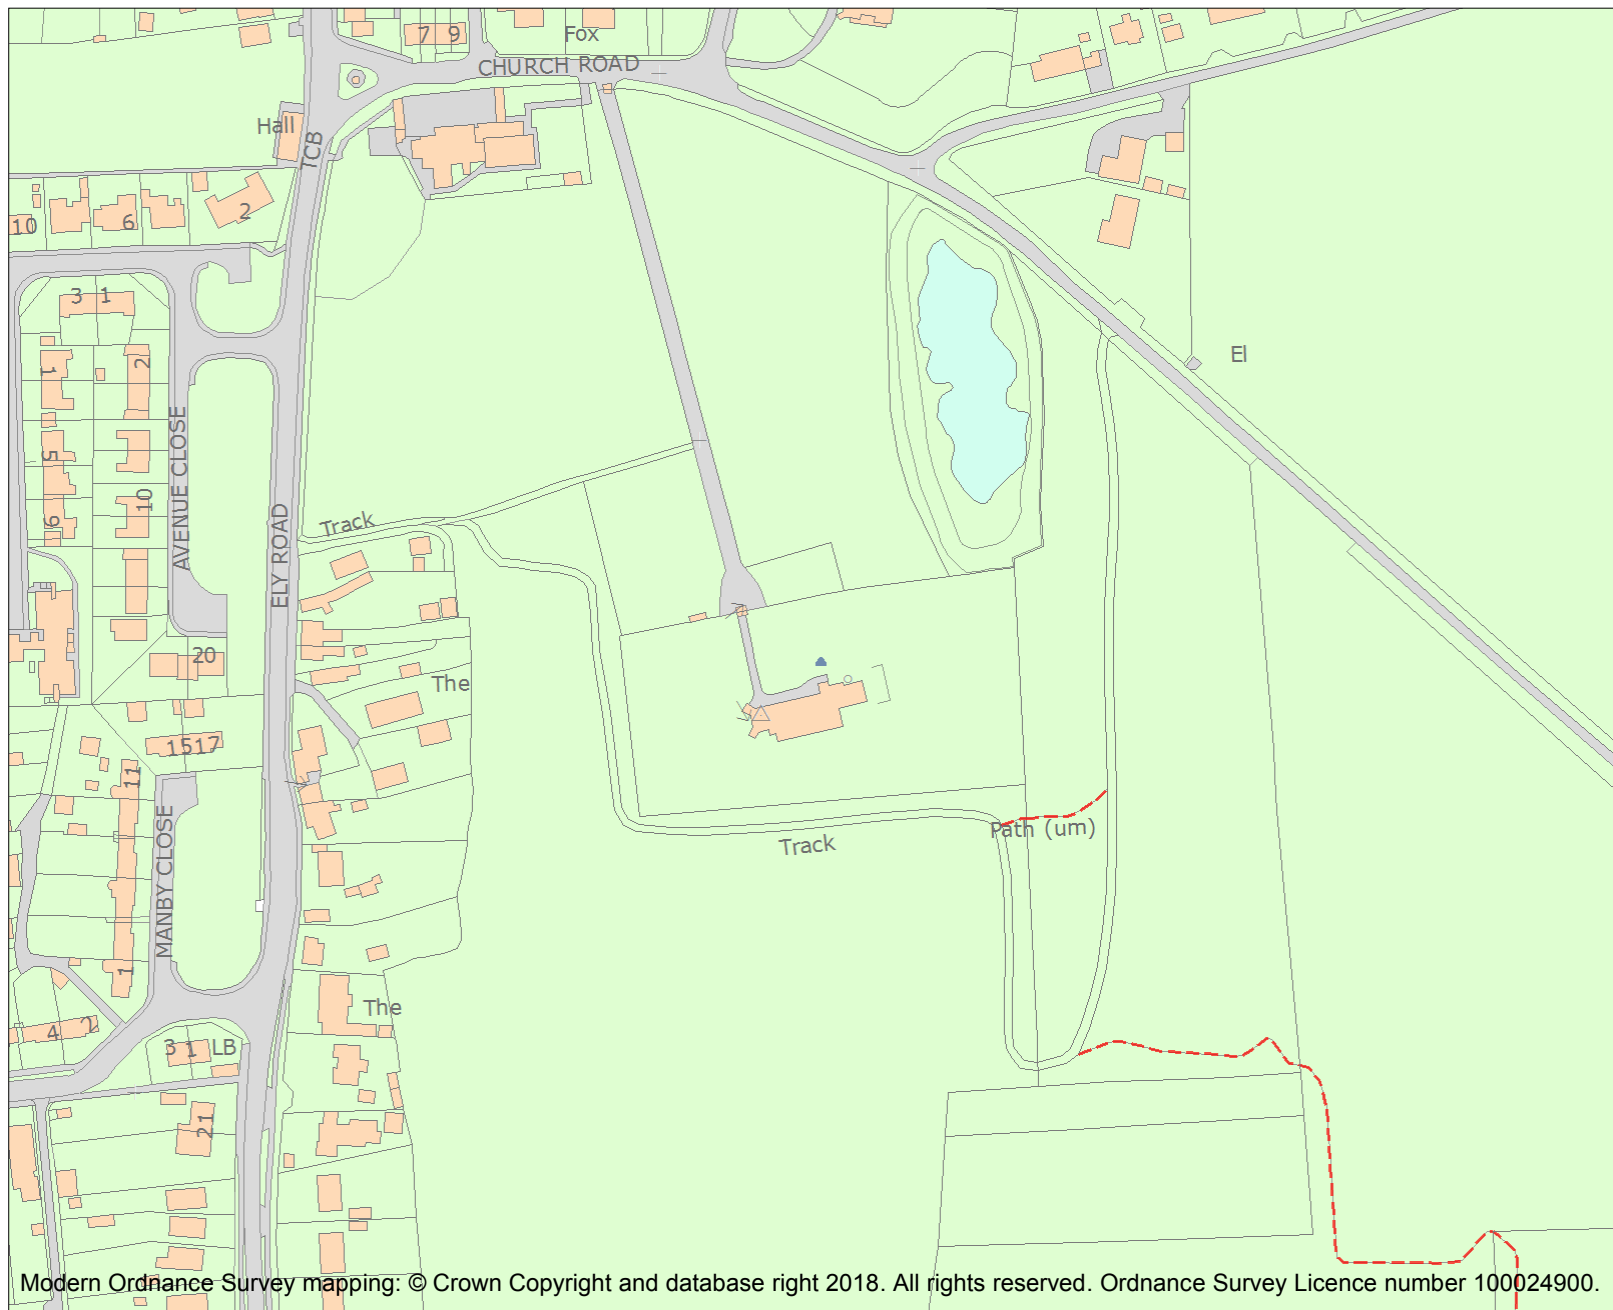 7 9
Fox
CHURCH ROAD
Hall
TCB
10
6
2
3 1
1
2
El
5
AVENUE CLOSE
10
9
Track
ELY ROAD
20
The
1517
11
MANBY CLOSE
Path (um)
Track
1
The
4 2
3 1 LB
21
Modern Ordnance Survey mapping: © Crown Copyright and database right 2018. All rights reserved. Ordnance Survey Licence number 100024900.